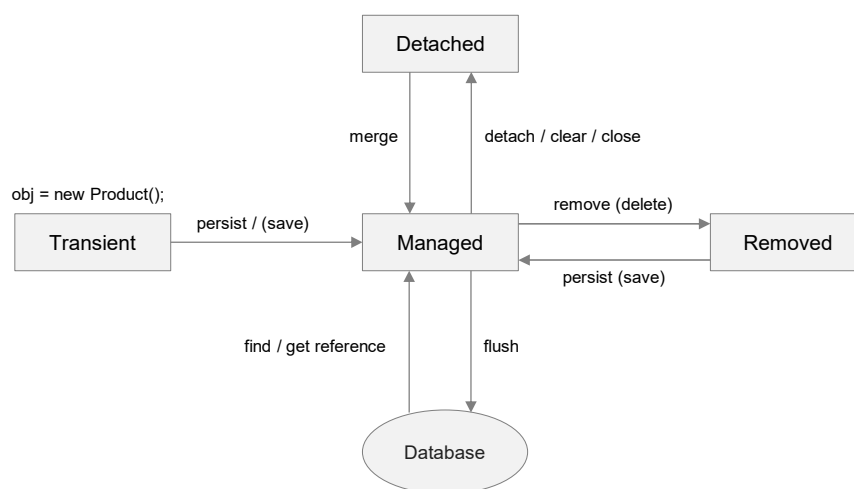 Detached
merge
detach / clear / close
obj = new Product();
Transient
persist / (save)
Managed
remove (delete)
Removed
persist (save)
find / get reference
flush
Database